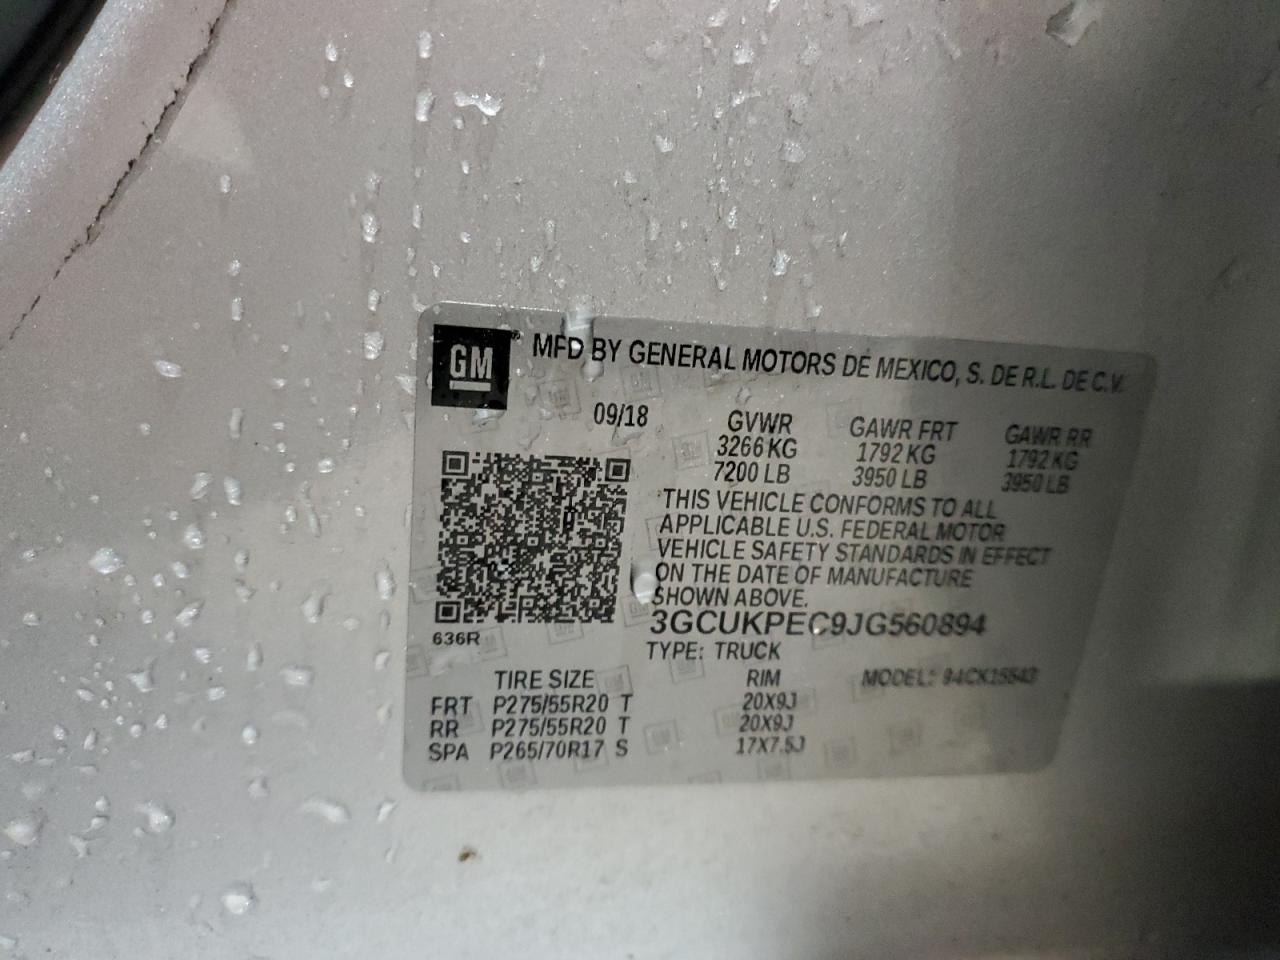 GM ® MFD BY GENERAL MOTORS DE MEXICO, S. DE R.L. DE C.V.
09/18 GVWR GAWR FRT GAWR RR
3266 KG 1792 KG 1792 KG
7200 LB 3950 LB 3950 LB
THIS VEHICLE CONFORMS TO ALL
APPLICABLE U.S. FEDERAL MOTOR
VEHICLE SAFETY STANDARDS IN EFFECT
ON THE DATE OF MANUFACTURE
SHOWN ABOVE.
3GCUKPEC9JG560894
636R
TYPE: TRUCK
TIRE SIZE RIM MODEL: 94CK15543
FRT P275/55R20 T 20X9J
RR P275/55R20 T 20X9J
SPA P265/70R17 S 17X7.5J